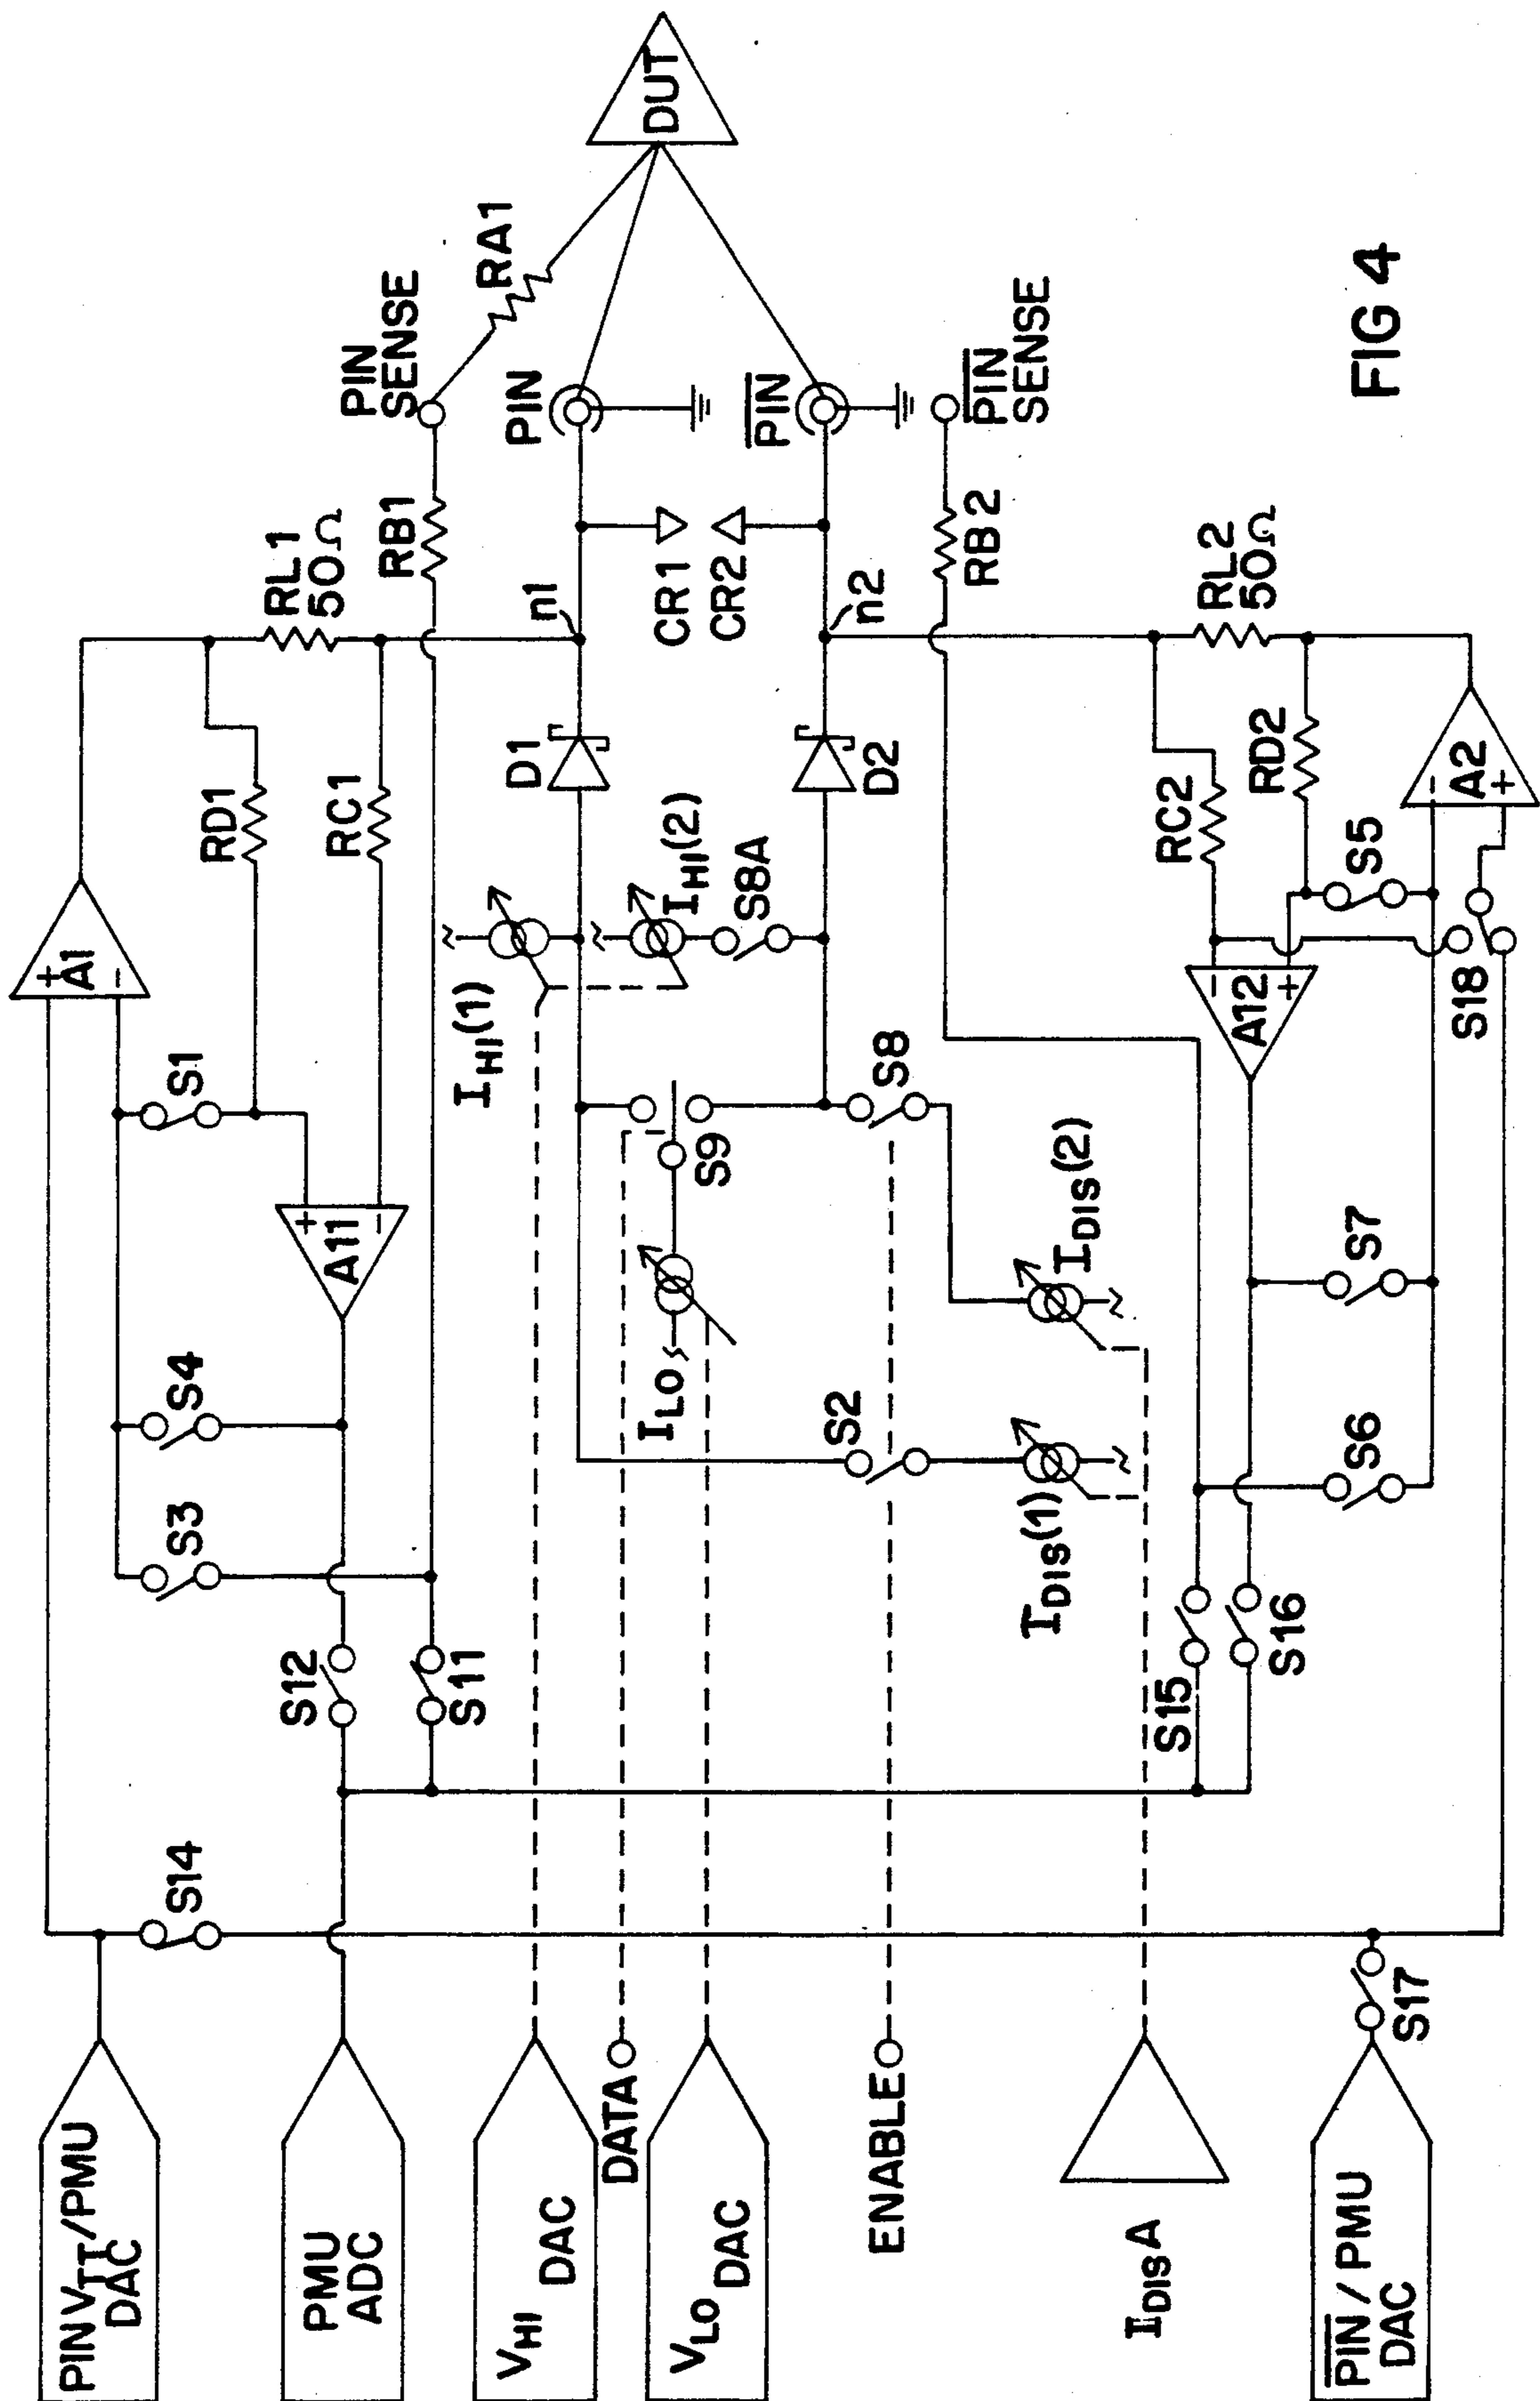 PIN VTT/PMU
DAC
PMU
ADC
VHI DAC
DATA
VLO DAC
ENABLE
IDIS A
PIN / PMU
DAC
S14
S17
S12
S11
S15
S16
S3
S4
S1
A11
+
-
A1
+
-
RD1
RC1
RL1
50Ω
RB1
PIN
SENSE
RA1
PIN
DUT
PIN
PIN
SENSE
n1
CR1
CR2
n2
D1
D2
IHI(1)
IHI(2)
S8A
S9
ILO
S8
S2
IDIS(2)
IDIS(1)
RB2
RL2
50Ω
RC2
RD2
A12
-
+
A2
-
+
S5
S18
S7
S6
FIG 4